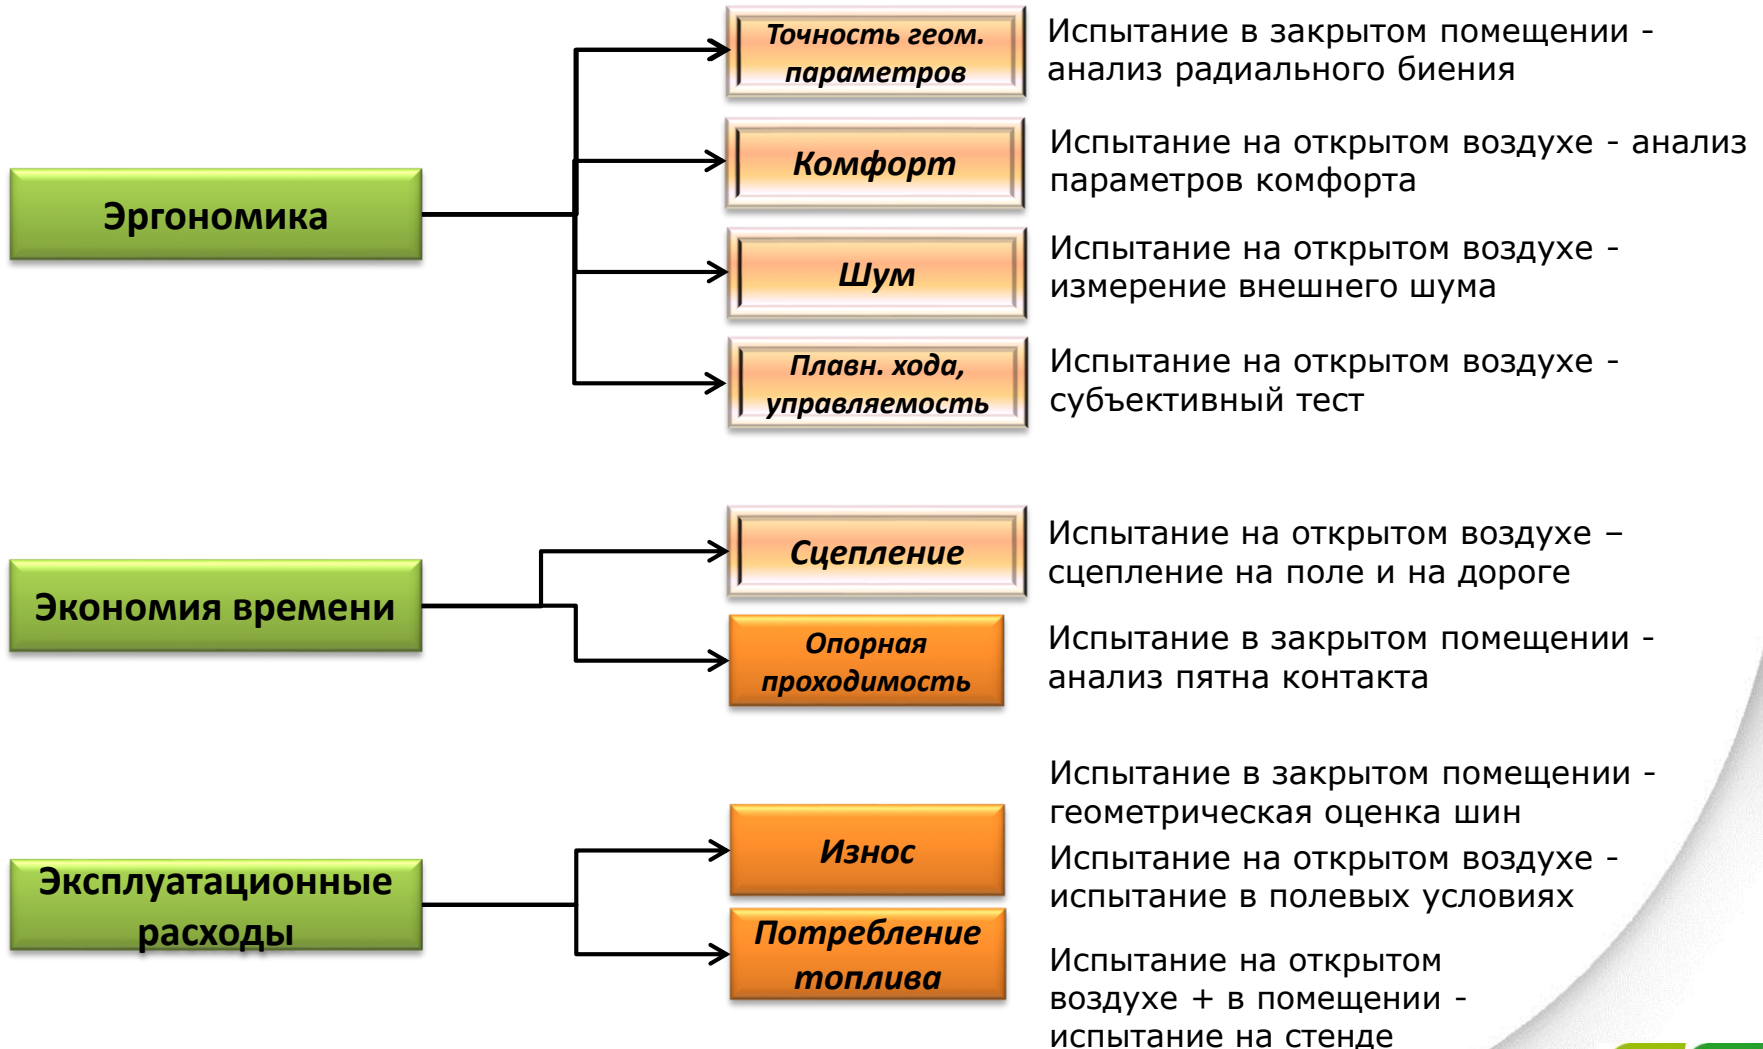 Эргономика
Точность геом.
параметров
Испытание в закрытом помещении -
анализ радиального биения
Комфорт
Испытание на открытом воздухе - анализ
параметров комфорта
Шум
Испытание на открытом воздухе -
измерение внешнего шума
Плавн. хода,
управляемость
Испытание на открытом воздухе -
субъективный тест
Экономия времени
Сцепление
Испытание на открытом воздухе –
сцепление на поле и на дороге
Опорная
проходимость
Испытание в закрытом помещении -
анализ пятна контакта
Эксплуатационные
расходы
Износ
Испытание в закрытом помещении -
геометрическая оценка шин
Испытание на открытом воздухе -
испытание в полевых условиях
Потребление
топлива
Испытание на открытом
воздухе + в помещении -
испытание на стенде